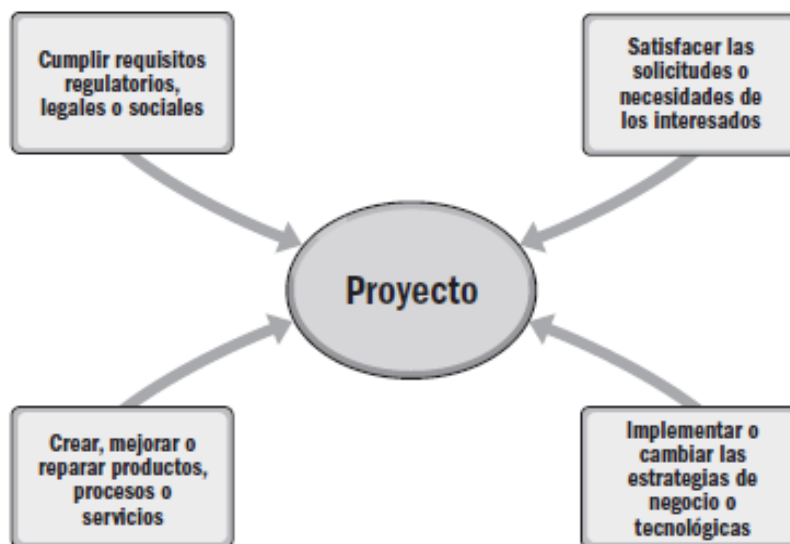 Cumplir requisitos
regulatorios,
legales o sociales
Satisfacer las
solicitudes o
necesidades de
los interesados
Proyecto
Crear, mejorar o
reparar productos,
procesos o
servicios
Implementar o
cambiar las
estrategias de
negocio o
tecnológicas